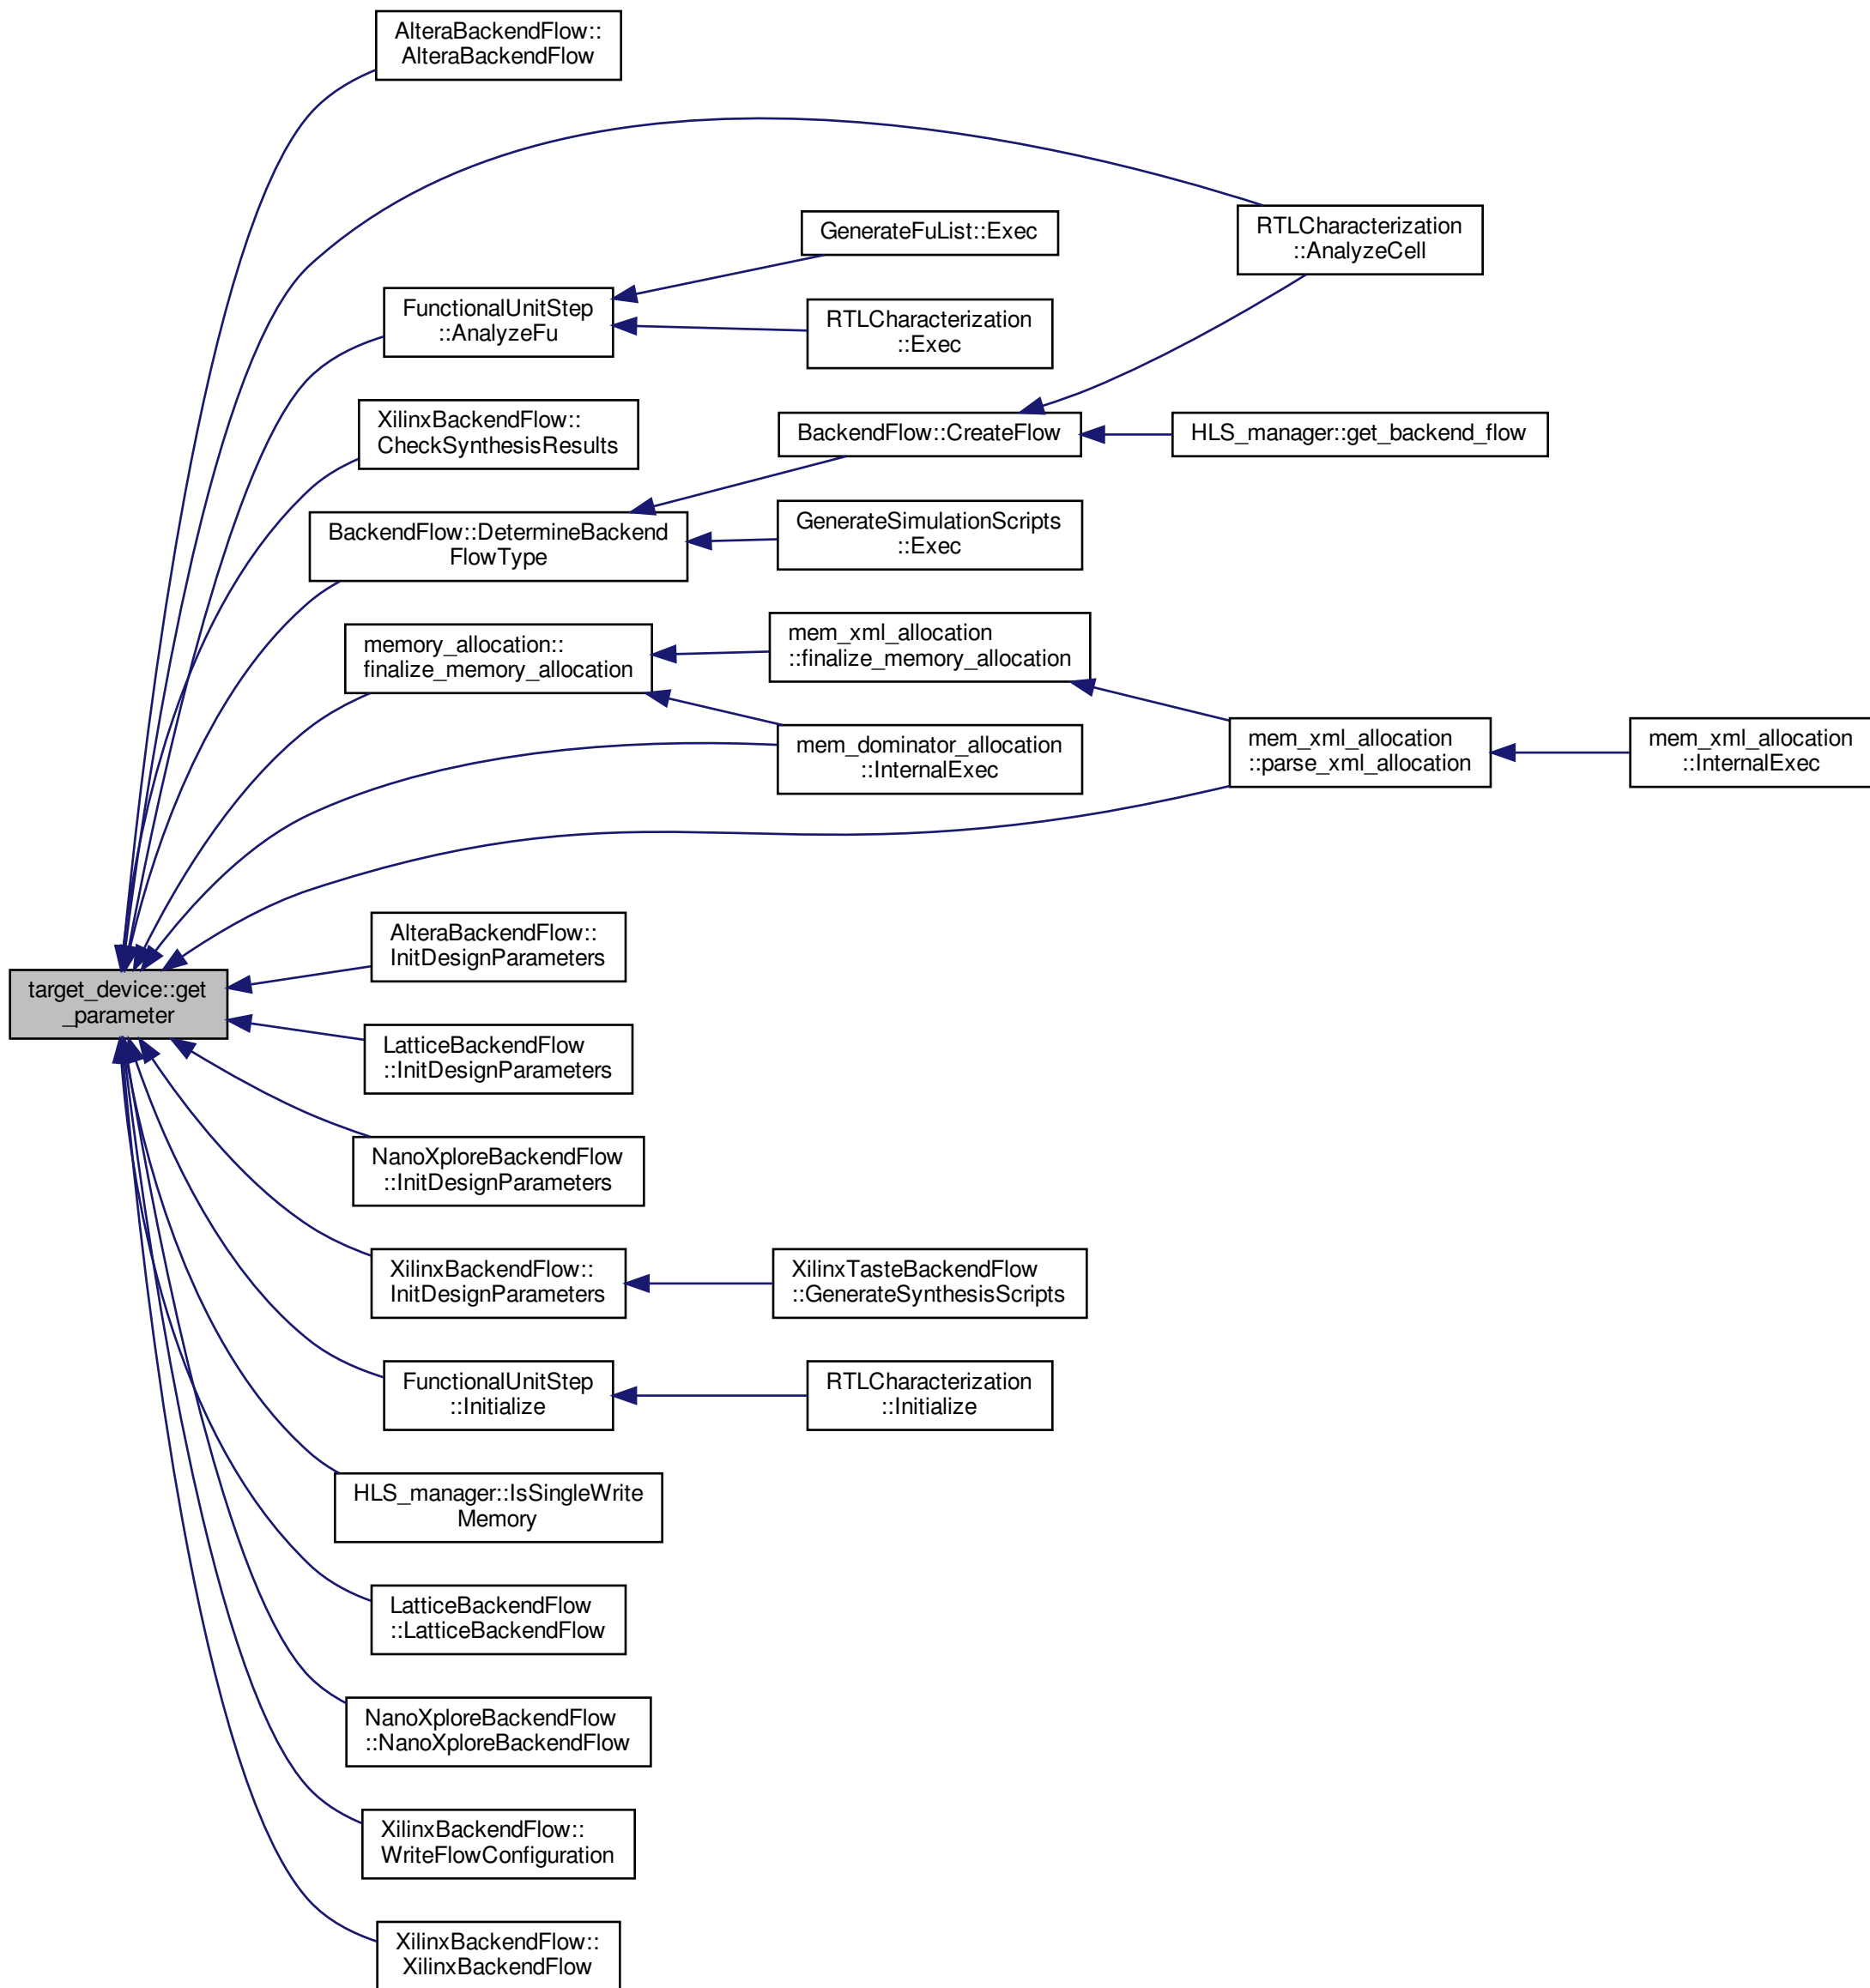 AlteraBackendFlow::
AlteraBackendFlow
RTLCharacterization
::AnalyzeCell
GenerateFuList::Exec
FunctionalUnitStep
::AnalyzeFu
RTLCharacterization
::Exec
XilinxBackendFlow::
CheckSynthesisResults
BackendFlow::CreateFlow
HLS_manager::get_backend_flow
BackendFlow::DetermineBackend
FlowType
GenerateSimulationScripts
::Exec
memory_allocation::
finalize_memory_allocation
mem_xml_allocation
::finalize_memory_allocation
mem_dominator_allocation
::InternalExec
mem_xml_allocation
::parse_xml_allocation
mem_xml_allocation
::InternalExec
target_device::get
_parameter
AlteraBackendFlow::
InitDesignParameters
LatticeBackendFlow
::InitDesignParameters
NanoXploreBackendFlow
::InitDesignParameters
XilinxBackendFlow::
InitDesignParameters
XilinxTasteBackendFlow
::GenerateSynthesisScripts
FunctionalUnitStep
::Initialize
RTLCharacterization
::Initialize
HLS_manager::IsSingleWrite
Memory
LatticeBackendFlow
::LatticeBackendFlow
NanoXploreBackendFlow
::NanoXploreBackendFlow
XilinxBackendFlow::
WriteFlowConfiguration
XilinxBackendFlow::
XilinxBackendFlow